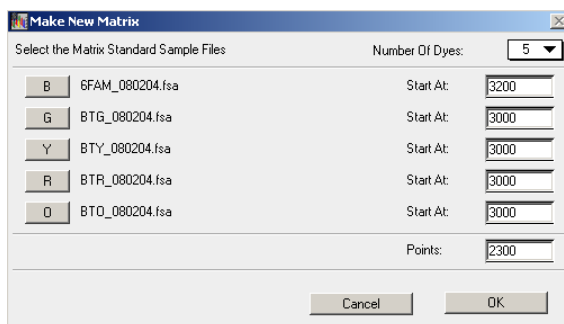 Make New Matrix
Select the Matrix Standard Sample Files Number Of Dyes: 5
B 6FAM_080204.fsa Start At: 3200
G BTG_080204.fsa Start At: 3000
Y BTY_080204.fsa Start At: 3000
R BTR_080204.fsa Start At: 3000
O BTO_080204.fsa Start At: 3000
Points: 2300
Cancel OK